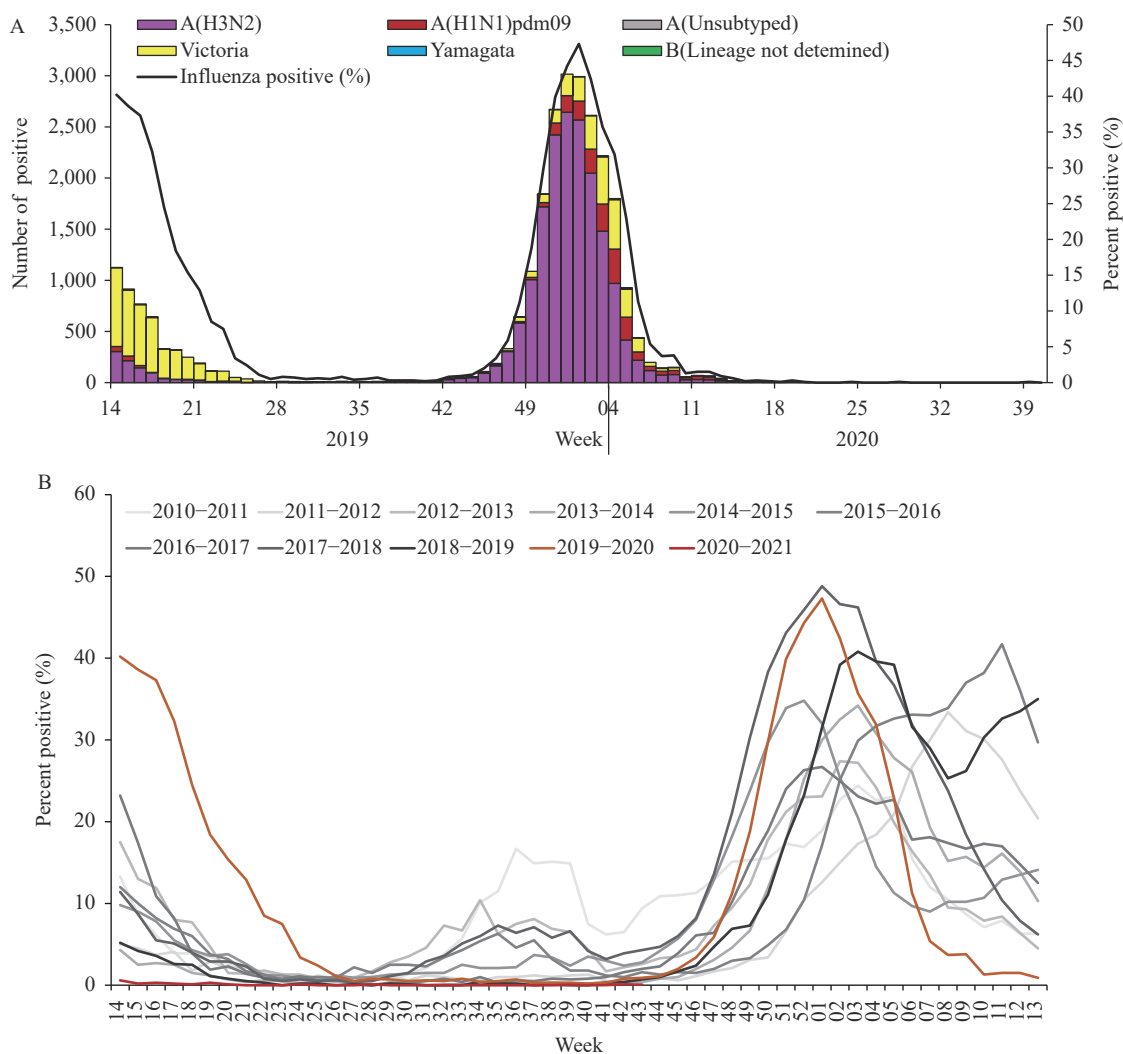 A
A(H3N2) A(H1N1)pdm09 A(Unsubtyped)
Victoria Yamagata B(Lineage not detemined)
Influenza positive (%)
Number of positive
3,500
3,000
2,500
2,000
1,500
1,000
500
0
Percent positive (%)
50
45
40
35
30
25
20
15
10
5
0
14 21 28 35 42 49 04 11 18 25 32 39
2019 Week 2020
B
2010−2011 2011−2012 2012−2013 2013−2014 2014−2015 2015−2016
2016−2017 2017−2018 2018−2019 2019−2020 2020−2021
Percent positive (%)
60
50
40
30
20
10
0
14 15 16 17 18 19 20 21 22 23 24 25 26 27 28 29 30 31 32 33 34 35 36 37 38 39 40 42 43 44 45 46 47 48 49 50 51 52 01 02 03 04 05 06 07 08 09 10 11 12 13
Week